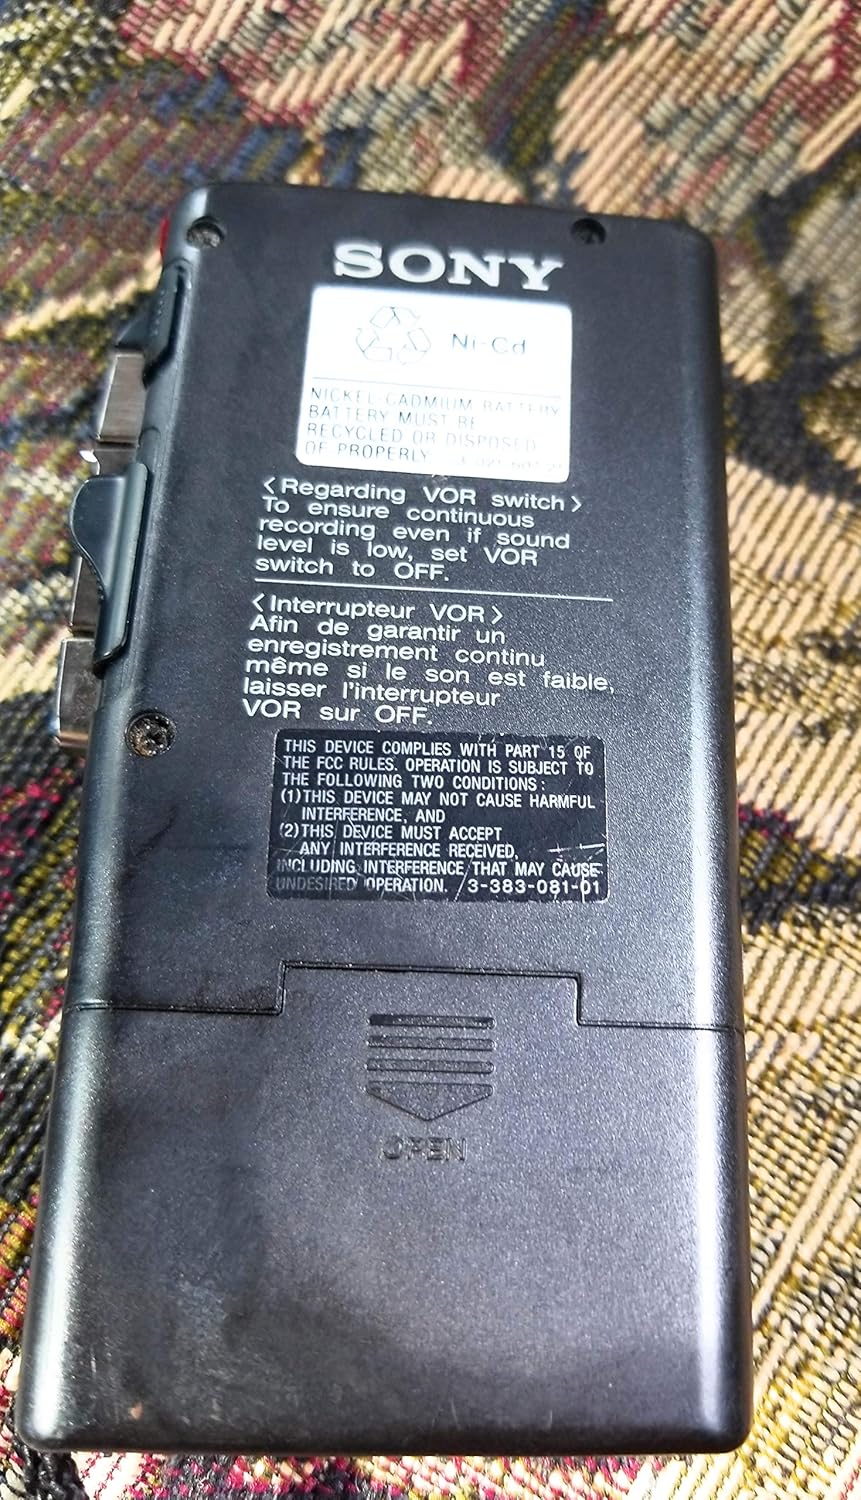 SONY
Ni-Cd
NICKEL-CADMIUM BATTERY
BATTERY MUST BE
RECYCLED OR DISPOSED
OF PROPERLY
<Regarding VOR switch>
To ensure continuous
recording even if sound
level is low, set VOR
switch to OFF.
<Interrupteur VOR>
Afin de garantir un
enregistrement continu
même si le son est faible,
laisser l'interrupteur
VOR sur OFF.
THIS DEVICE COMPLIES WITH PART 15 OF
THE FCC RULES. OPERATION IS SUBJECT TO
THE FOLLOWING TWO CONDITIONS :
(1) THIS DEVICE MAY NOT CAUSE HARMFUL
INTERFERENCE, AND
(2) THIS DEVICE MUST ACCEPT
ANY INTERFERENCE RECEIVED,
INCLUDING INTERFERENCE THAT MAY CAUSE
UNDESIRED OPERATION. 3-383-081-01
OPEN